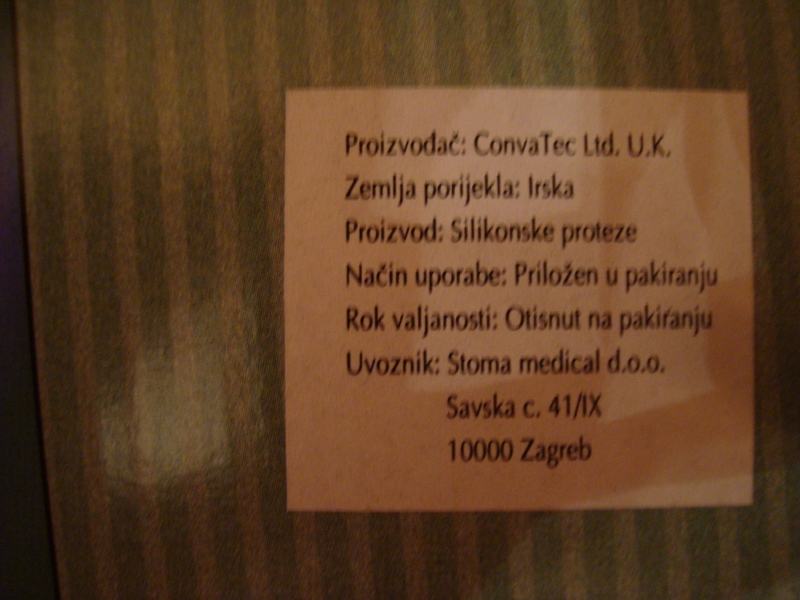 Proizvođač: ConvaTec Ltd. U.K.
Zemlja porijekla: Irska
Proizvod: Silikonske proteze
Način uporabe: Priložen u pakiranju
Rok valjanosti: Otisnut na pakiranju
Uvoznik: Stoma medical d.o.o.
Savska c. 41/IX
10000 Zagreb